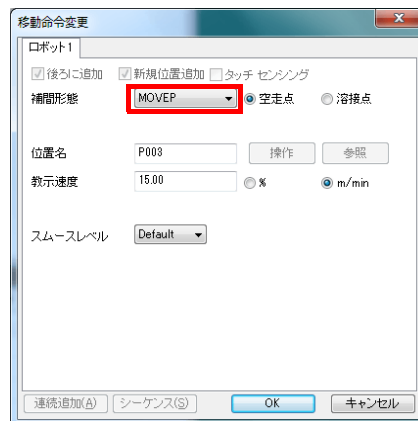 移動命令変更
ロボット1
後ろに追加 新規位置追加 タッチ センシング
補間形態 MOVEP 空走点 溶接点
位置名 P003 操作 参照
教示速度 15.00 % m/min
スムースレベル Default
連続追加(A) シーケンス(S) OK キャンセル